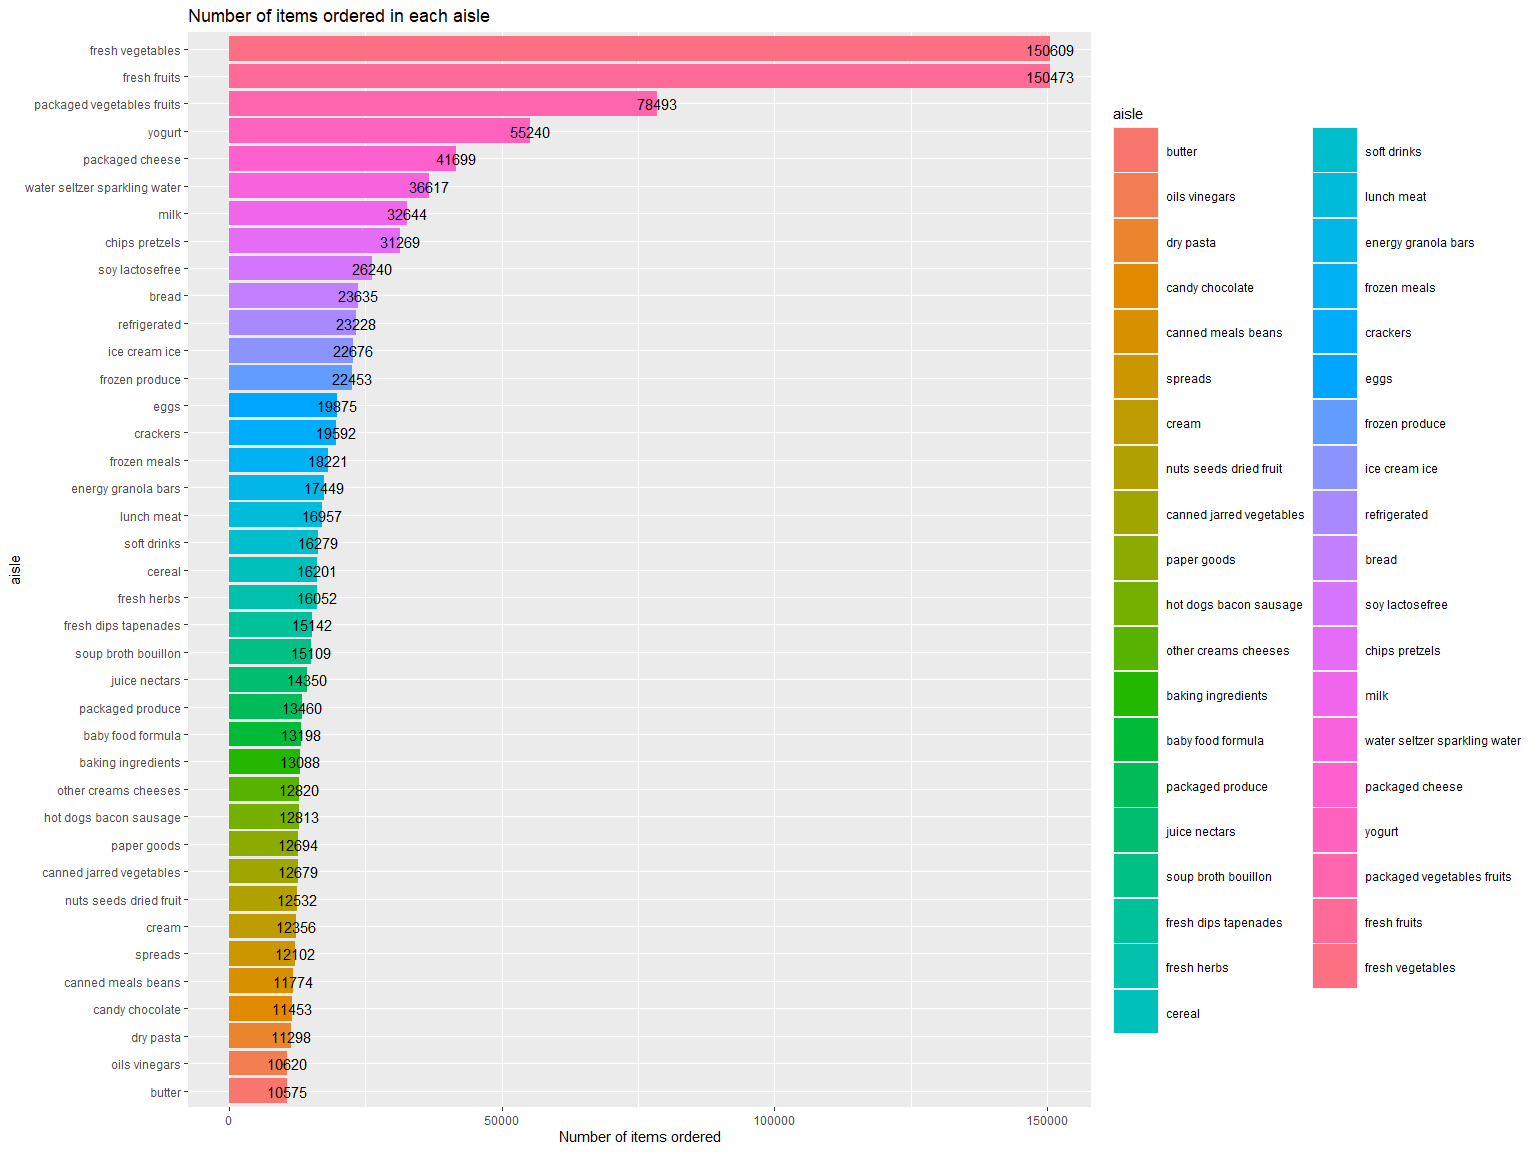 Number of items ordered in each aisle
fresh vegetables 150609
fresh fruits 150473
packaged vegetables fruits 78493
yogurt 55240
packaged cheese 41699
water seltzer sparkling water 36617
milk 32644
chips pretzels 31269
soy lactosefree 26240
bread 23635
refrigerated 23228
ice cream ice 22676
frozen produce 22453
eggs 19875
crackers 19592
frozen meals 18221
energy granola bars 17449
lunch meat 16957
soft drinks 16279
cereal 16201
fresh herbs 16052
fresh dips tapenades 15142
soup broth bouillon 15109
juice nectars 14350
packaged produce 13460
baby food formula 13198
baking ingredients 13088
other creams cheeses 12820
hot dogs bacon sausage 12813
paper goods 12694
canned jarred vegetables 12679
nuts seeds dried fruit 12532
cream 12356
spreads 12102
canned meals beans 11774
candy chocolate 11453
dry pasta 11298
oils vinegars 10620
butter 10575
aisle
0 50000 100000 150000
Number of items ordered
aisle
butter
oils vinegars
dry pasta
candy chocolate
canned meals beans
spreads
cream
nuts seeds dried fruit
canned jarred vegetables
paper goods
hot dogs bacon sausage
other creams cheeses
baking ingredients
baby food formula
packaged produce
juice nectars
soup broth bouillon
fresh dips tapenades
fresh herbs
cereal
soft drinks
lunch meat
energy granola bars
frozen meals
crackers
eggs
frozen produce
ice cream ice
refrigerated
bread
soy lactosefree
chips pretzels
milk
water seltzer sparkling water
packaged cheese
yogurt
packaged vegetables fruits
fresh fruits
fresh vegetables